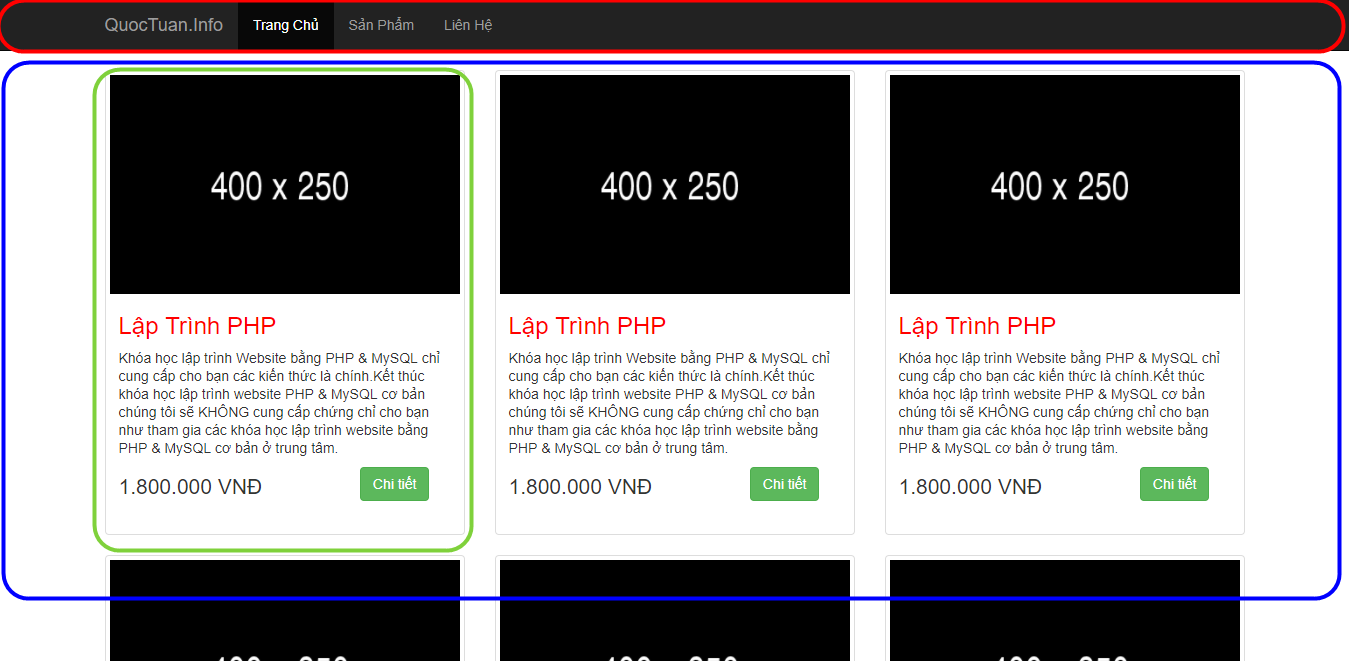 QuocTuan.Info Trang Chủ Sản Phẩm Liên Hệ
400 x 250 400 x 250 400 x 250
Lập Trình PHP
Khóa học lập trình Website bằng PHP & MySQL chỉ
cung cấp cho bạn các kiến thức là chính.Kết thúc
khóa học lập trình website PHP & MySQL cơ bản
chúng tôi sẽ KHÔNG cung cấp chứng chỉ cho bạn
như tham gia các khóa học lập trình website bằng
PHP & MySQL cơ bản ở trung tâm.
1.800.000 VNĐ Chi tiết
Lập Trình PHP
Khóa học lập trình Website bằng PHP & MySQL chỉ
cung cấp cho bạn các kiến thức là chính.Kết thúc
khóa học lập trình website PHP & MySQL cơ bản
chúng tôi sẽ KHÔNG cung cấp chứng chỉ cho bạn
như tham gia các khóa học lập trình website bằng
PHP & MySQL cơ bản ở trung tâm.
1.800.000 VNĐ Chi tiết
Lập Trình PHP
Khóa học lập trình Website bằng PHP & MySQL chỉ
cung cấp cho bạn các kiến thức là chính.Kết thúc
khóa học lập trình website PHP & MySQL cơ bản
chúng tôi sẽ KHÔNG cung cấp chứng chỉ cho bạn
như tham gia các khóa học lập trình website bằng
PHP & MySQL cơ bản ở trung tâm.
1.800.000 VNĐ Chi tiết